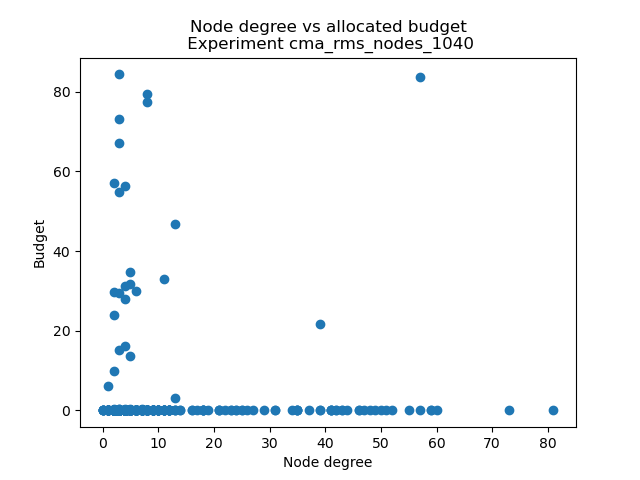 Node degree vs allocated budget
Experiment cma_rms_nodes_1040
80
60
40
20
0
Budget
0 10 20 30 40 50 60 70 80
Node degree